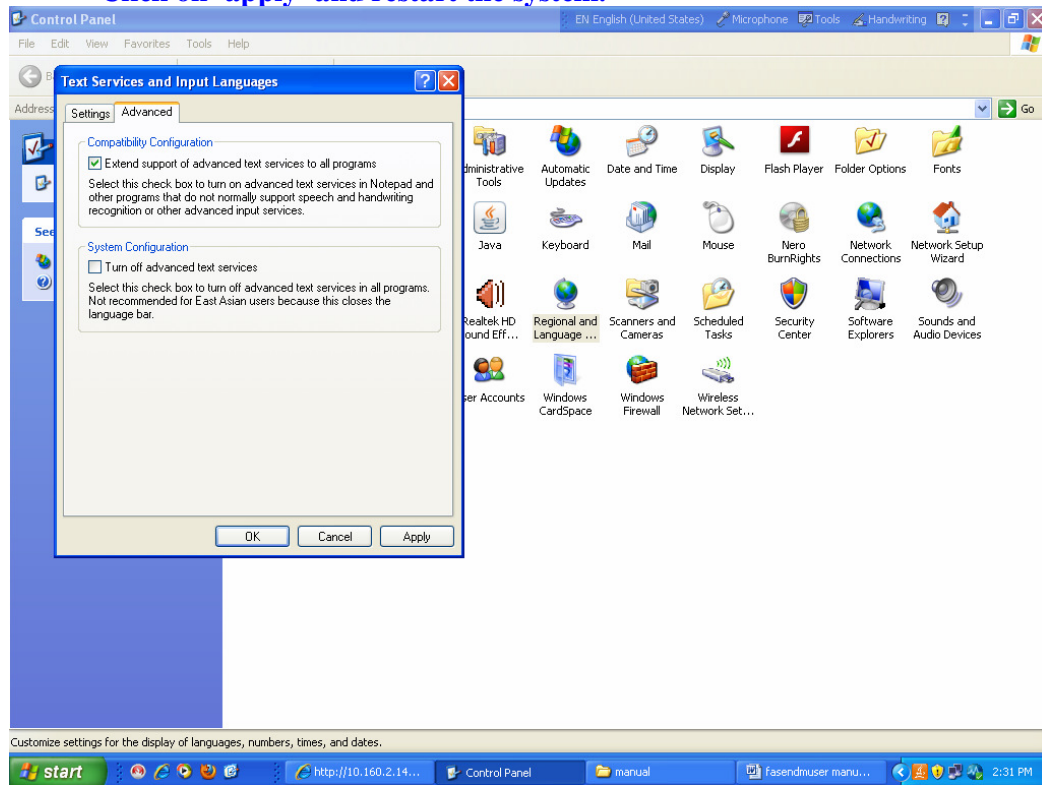 Click on 'apply' and restart the system.
Control Panel
EN English (United States) Microphone Tools Handwriting
File Edit View Favorites Tools Help
Address
Go
Text Services and Input Languages
Settings Advanced
Compatibility Configuration
Extend support of advanced text services to all programs
Select this check box to turn on advanced text services in Notepad and
other programs that do not normally support speech and handwriting
recognition or other advanced input services.
System Configuration
Turn off advanced text services
Select this check box to turn off advanced text services in all programs.
Not recommended for East Asian users because this closes the
language bar.
OK Cancel Apply
See
dministrative
Tools
Automatic
Updates
Date and Time
Display
Flash Player
Folder Options
Fonts
Java
Keyboard
Mail
Mouse
Nero
BurnRights
Network
Connections
Network Setup
Wizard
Realtek HD
ound Eff...
Regional and
Language ...
Scanners and
Cameras
Scheduled
Tasks
Security
Center
Software
Explorers
Sounds and
Audio Devices
ser Accounts
Windows
CardSpace
Windows
Firewall
Wireless
Network Set...
Customize settings for the display of languages, numbers, times, and dates.
start
http://10.160.2.14...
Control Panel
manual
fasendmuser manu...
2:31 PM